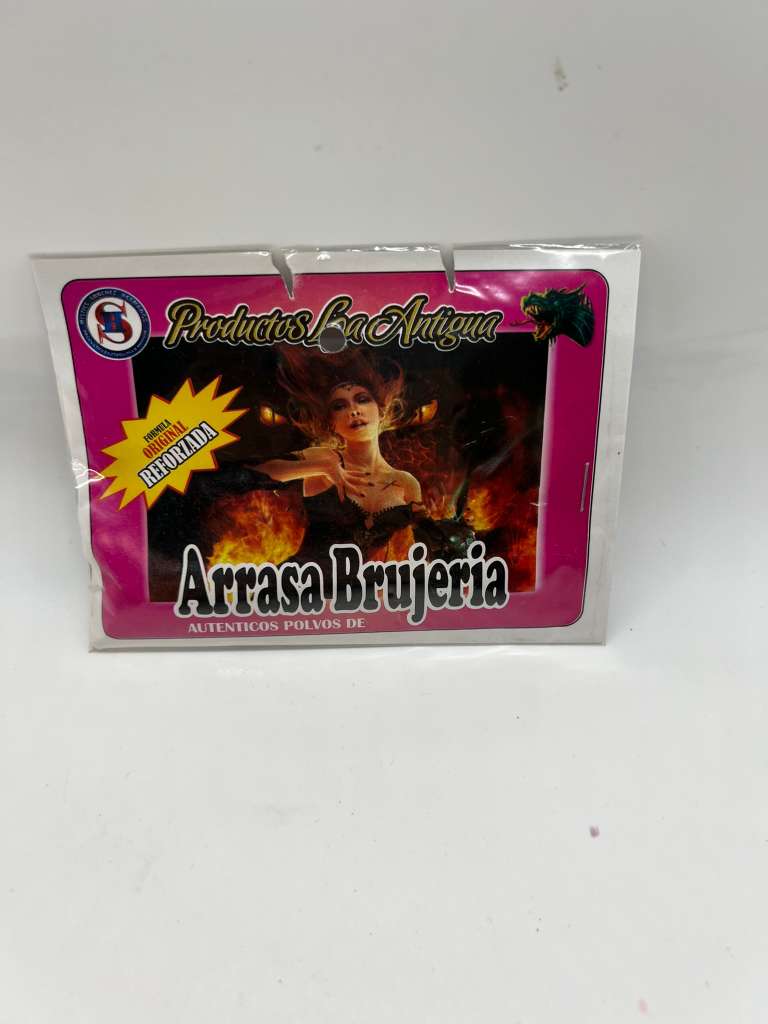 Productos La Antigua
FORMULA
ORIGINAL
REFORZADA
Arrasa Brujeria
AUTENTICOS POLVOS DE